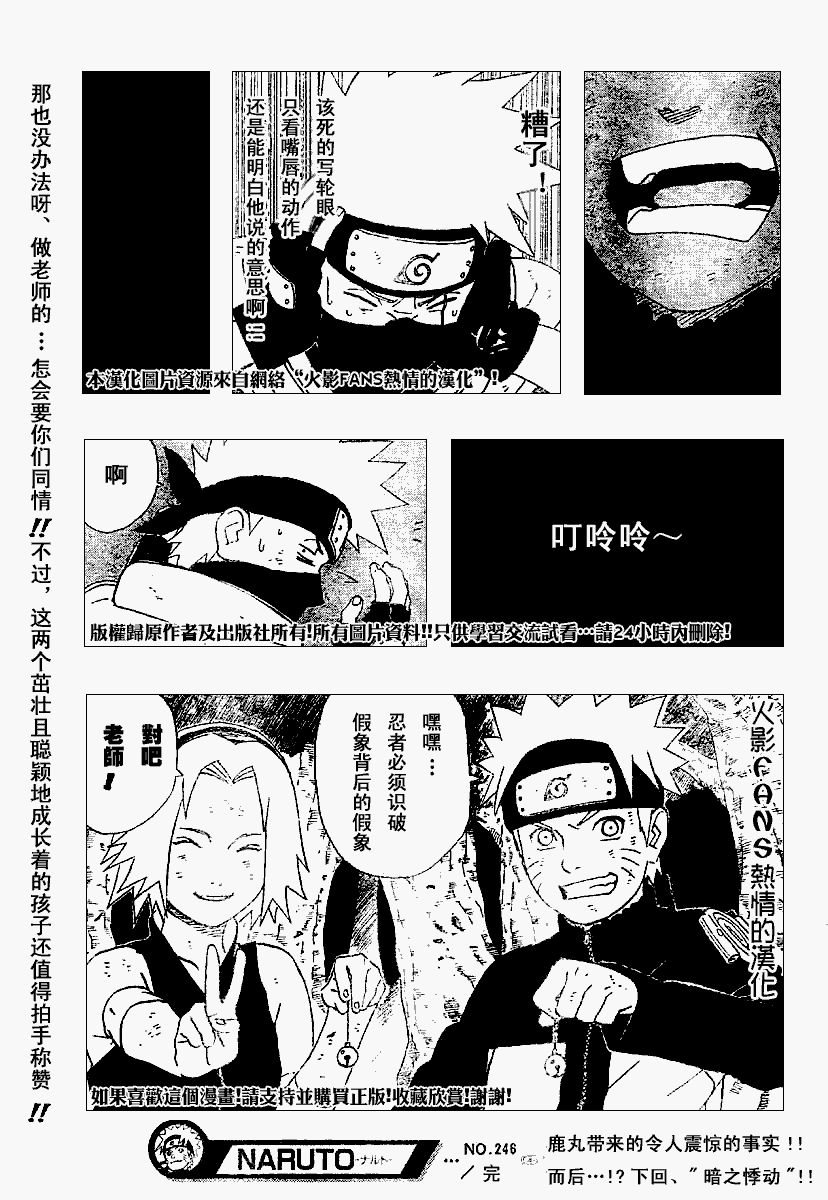 糟了！
该死的写轮眼
只看嘴唇的动作
还是能明白他说的意思啊!!!
本漢化圖片資源來自網絡“火影FANS熱情的漢化”!
叮呤呤～
啊
版權歸原作者及出版社所有!所有圖片資料!!只供學習交流試看…請24小時內刪除!
火影FANS熱情的漢化
嘿嘿…
忍者必须识破
假象背后的假象
對吧
老師！
如果喜歡這個漫畫!請支持並購買正版!收藏欣賞!謝謝!
那也没办法呀、做老师的…怎会要你们同情!!不过，这两个茁壮且聪颖地成长着的孩子还值得拍手称赞!!
NARUTO -ナルト-
…NO.246
／完
鹿丸带来的令人震惊的事实!!
而后…!?下回、"暗之悸动"!!